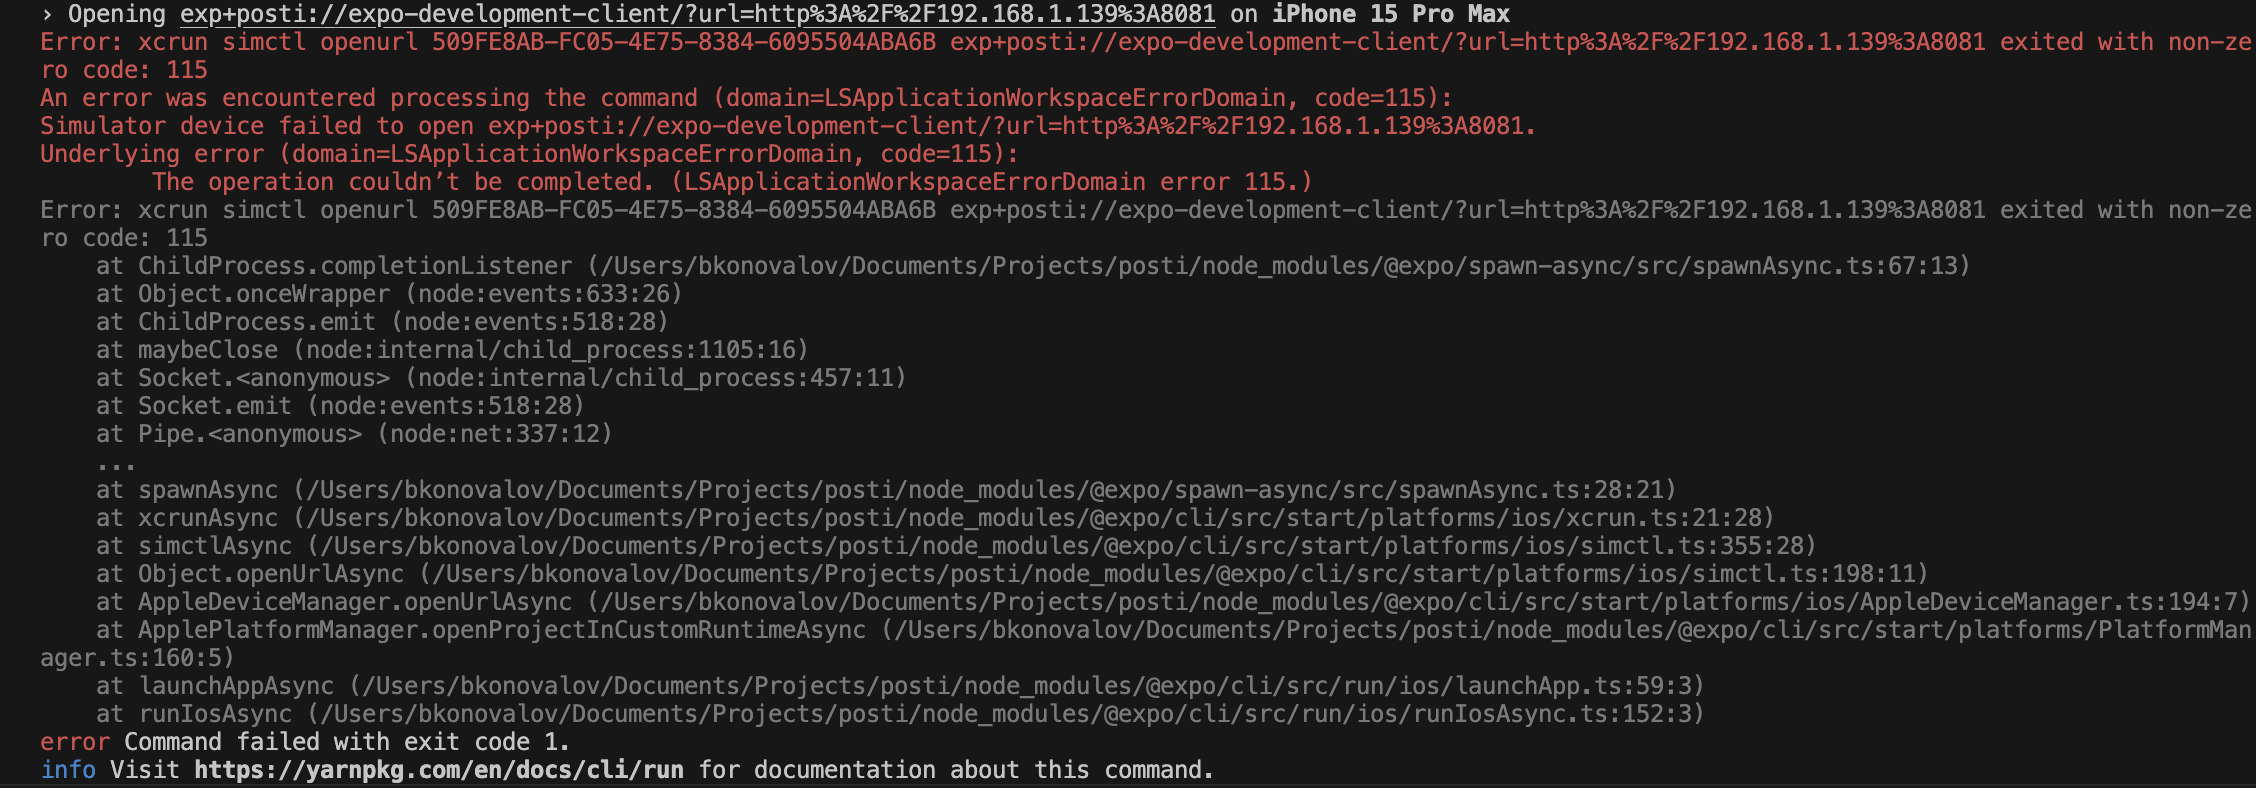 › Opening exp+posti://expo-development-client/?url=http%3A%2F%2F192.168.1.139%3A8081 on iPhone 15 Pro Max
Error: xcrun simctl openurl 509FE8AB-FC05-4E75-8384-6095504ABA6B exp+posti://expo-development-client/?url=http%3A%2F%2F192.168.1.139%3A8081 exited with non-ze
ro code: 115
An error was encountered processing the command (domain=LSApplicationWorkspaceErrorDomain, code=115):
Simulator device failed to open exp+posti://expo-development-client/?url=http%3A%2F%2F192.168.1.139%3A8081.
Underlying error (domain=LSApplicationWorkspaceErrorDomain, code=115):
        The operation couldn’t be completed. (LSApplicationWorkspaceErrorDomain error 115.)
Error: xcrun simctl openurl 509FE8AB-FC05-4E75-8384-6095504ABA6B exp+posti://expo-development-client/?url=http%3A%2F%2F192.168.1.139%3A8081 exited with non-ze
ro code: 115
    at ChildProcess.completionListener (/Users/bkonovalov/Documents/Projects/posti/node_modules/@expo/spawn-async/src/spawnAsync.ts:67:13)
    at Object.onceWrapper (node:events:633:26)
    at ChildProcess.emit (node:events:518:28)
    at maybeClose (node:internal/child_process:1105:16)
    at Socket.<anonymous> (node:internal/child_process:457:11)
    at Socket.emit (node:events:518:28)
    at Pipe.<anonymous> (node:net:337:12)
    ...
    at spawnAsync (/Users/bkonovalov/Documents/Projects/posti/node_modules/@expo/spawn-async/src/spawnAsync.ts:28:21)
    at xcrunAsync (/Users/bkonovalov/Documents/Projects/posti/node_modules/@expo/cli/src/start/platforms/ios/xcrun.ts:21:28)
    at simctlAsync (/Users/bkonovalov/Documents/Projects/posti/node_modules/@expo/cli/src/start/platforms/ios/simctl.ts:355:28)
    at Object.openUrlAsync (/Users/bkonovalov/Documents/Projects/posti/node_modules/@expo/cli/src/start/platforms/ios/simctl.ts:198:11)
    at AppleDeviceManager.openUrlAsync (/Users/bkonovalov/Documents/Projects/posti/node_modules/@expo/cli/src/start/platforms/ios/AppleDeviceManager.ts:194:7)
    at ApplePlatformManager.openProjectInCustomRuntimeAsync (/Users/bkonovalov/Documents/Projects/posti/node_modules/@expo/cli/src/start/platforms/PlatformMan
ager.ts:160:5)
    at launchAppAsync (/Users/bkonovalov/Documents/Projects/posti/node_modules/@expo/cli/src/run/ios/launchApp.ts:59:3)
    at runIosAsync (/Users/bkonovalov/Documents/Projects/posti/node_modules/@expo/cli/src/run/ios/runIosAsync.ts:152:3)
error Command failed with exit code 1.
info Visit https://yarnpkg.com/en/docs/cli/run for documentation about this command.